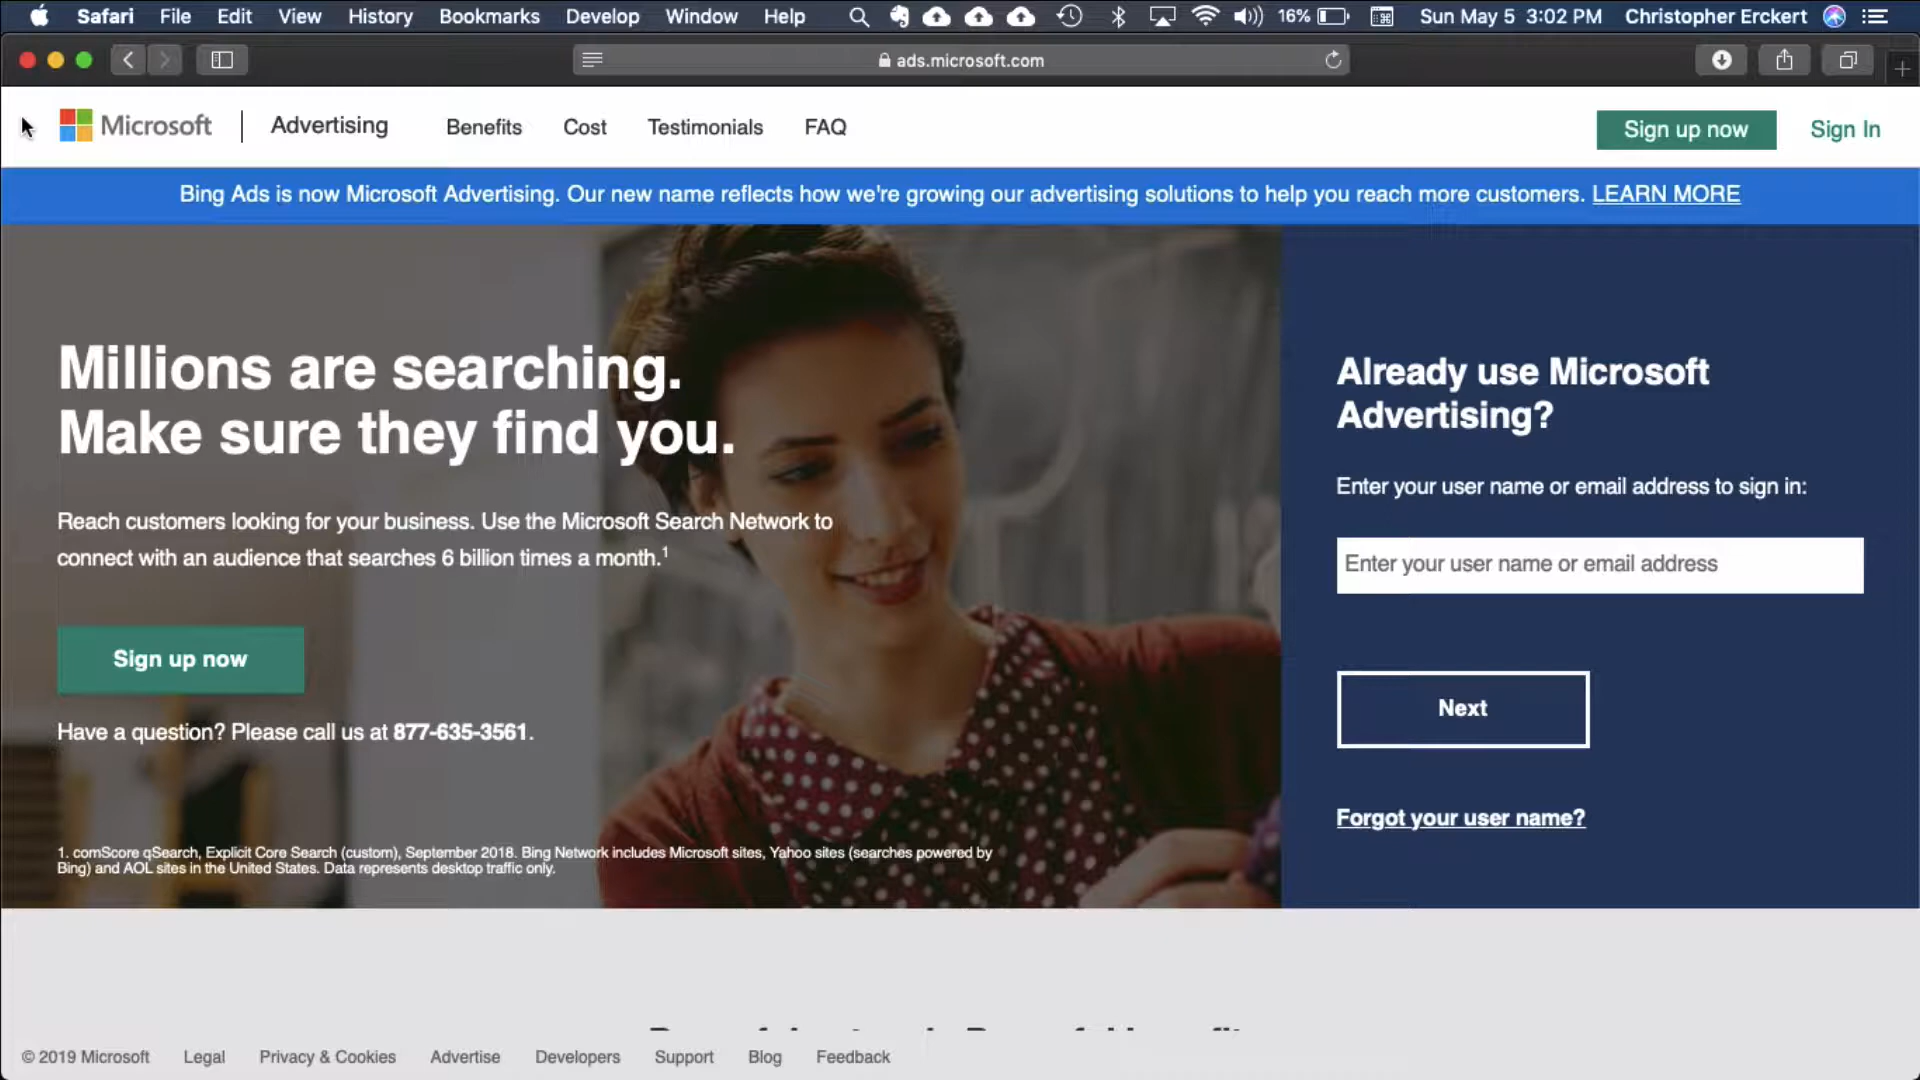 Safari File Edit View History Bookmarks Develop Window Help 16% Sun May 5 3:02 PM Christopher Erckert
ads.microsoft.com
Microsoft Advertising Benefits Cost Testimonials FAQ Sign up now Sign In
Bing Ads is now Microsoft Advertising. Our new name reflects how we're growing our advertising solutions to help you reach more customers. LEARN MORE
Millions are searching.
Make sure they find you.
Reach customers looking for your business. Use the Microsoft Search Network to
connect with an audience that searches 6 billion times a month.1
Sign up now
Have a question? Please call us at 877-635-3561.
1. comScore qSearch, Explicit Core Search (custom), September 2018. Bing Network includes Microsoft sites, Yahoo sites (searches powered by
Bing) and AOL sites in the United States. Data represents desktop traffic only.
Already use Microsoft
Advertising?
Enter your user name or email address to sign in:
Enter your user name or email address
Next
Forgot your user name?
© 2019 Microsoft Legal Privacy & Cookies Advertise Developers Support Blog Feedback